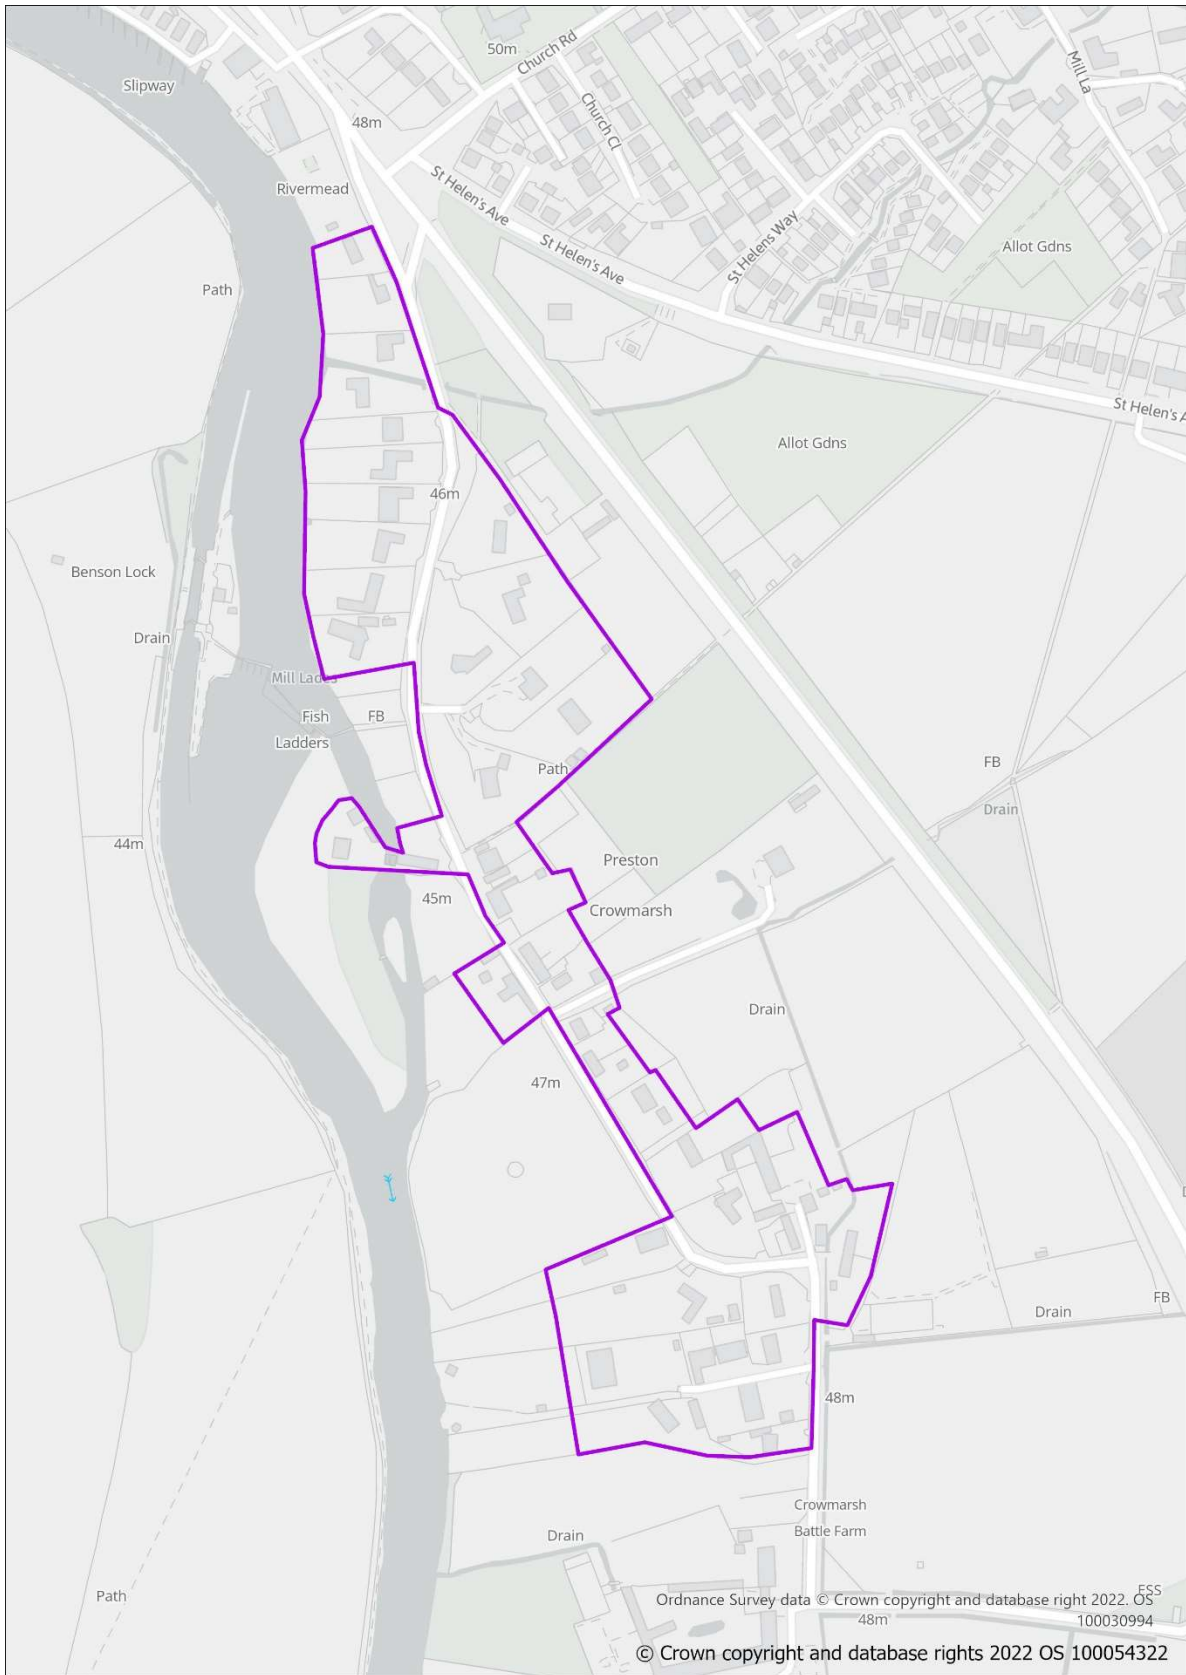 50m
Church Rd
Mill La
Slipway
Church Cl
48m
Rivermead
St Helen's Ave
St Helen's Ave
St Helens Way
Allot Gdns
Path
St Helen's A
Allot Gdns
46m
Benson Lock
Drain
Mill Lades
Fish
Ladders
FB
Path
FB
Drain
44m
Preston
Crowmarsh
45m
Drain
47m
FB
Drain
48m
Crowmarsh
Battle Farm
Drain
Path
ESS
Ordnance Survey data © Crown copyright and database right 2022. OS
100030994
48m
© Crown copyright and database rights 2022 OS 100054322